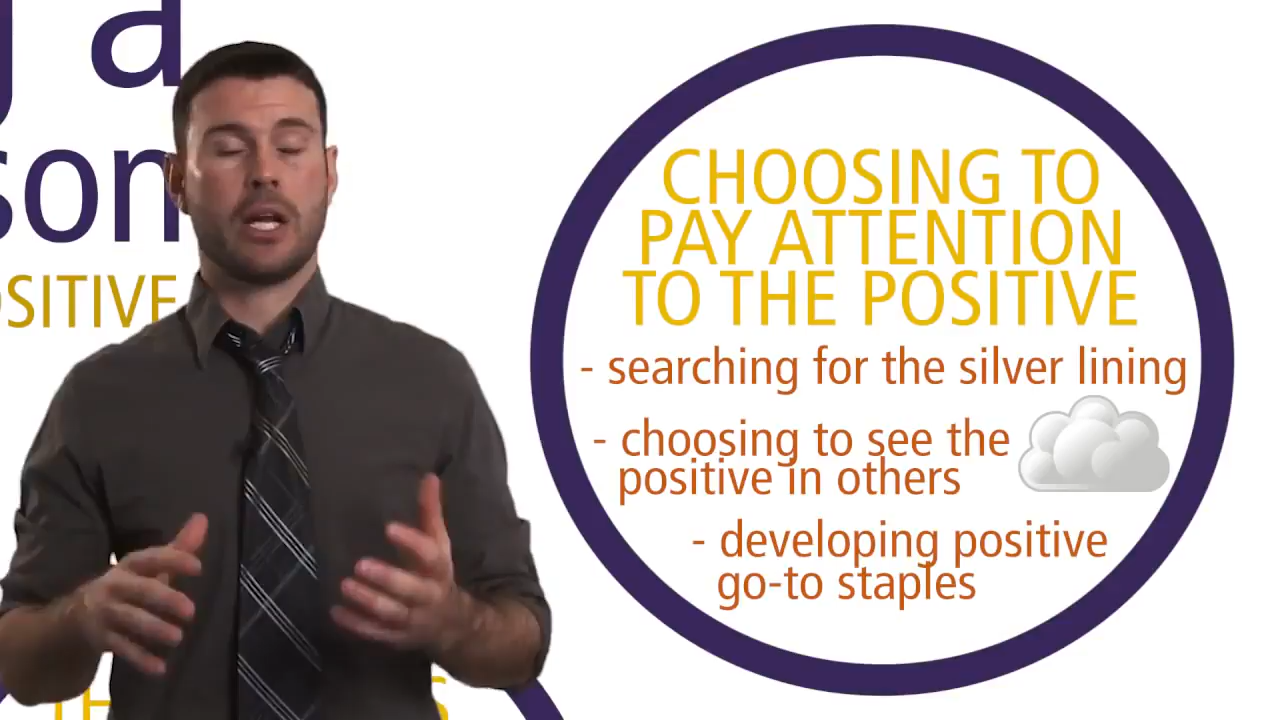 a
son
OSITIVE
CHOOSING TO
PAY ATTENTION
TO THE POSITIVE
- searching for the silver lining
- choosing to see the
positive in others
- developing positive
go-to staples